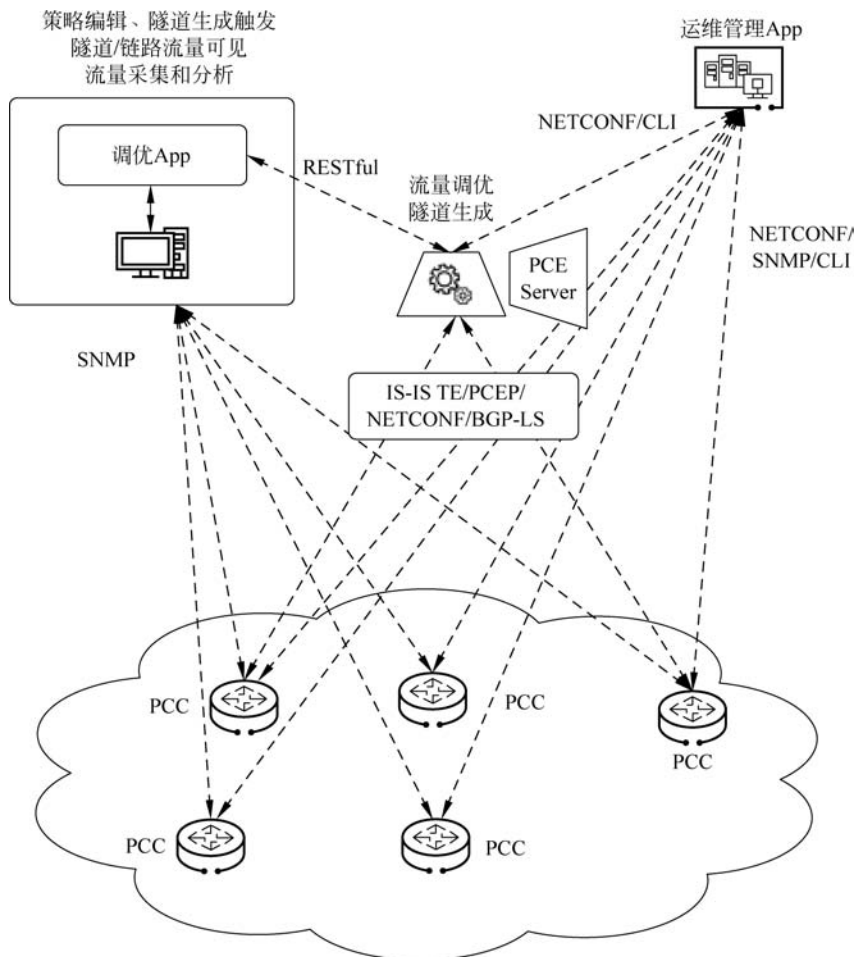 策略编辑、隧道生成触发
隧道/链路流量可见
流量采集和分析
运维管理App
调优App
RESTful
NETCONF/CLI
流量调优
隧道生成
PCE
Server
NETCONF/
SNMP/CLI
SNMP
IS-IS TE/PCEP/
NETCONF/BGP-LS
PCC
PCC
PCC
PCC
PCC